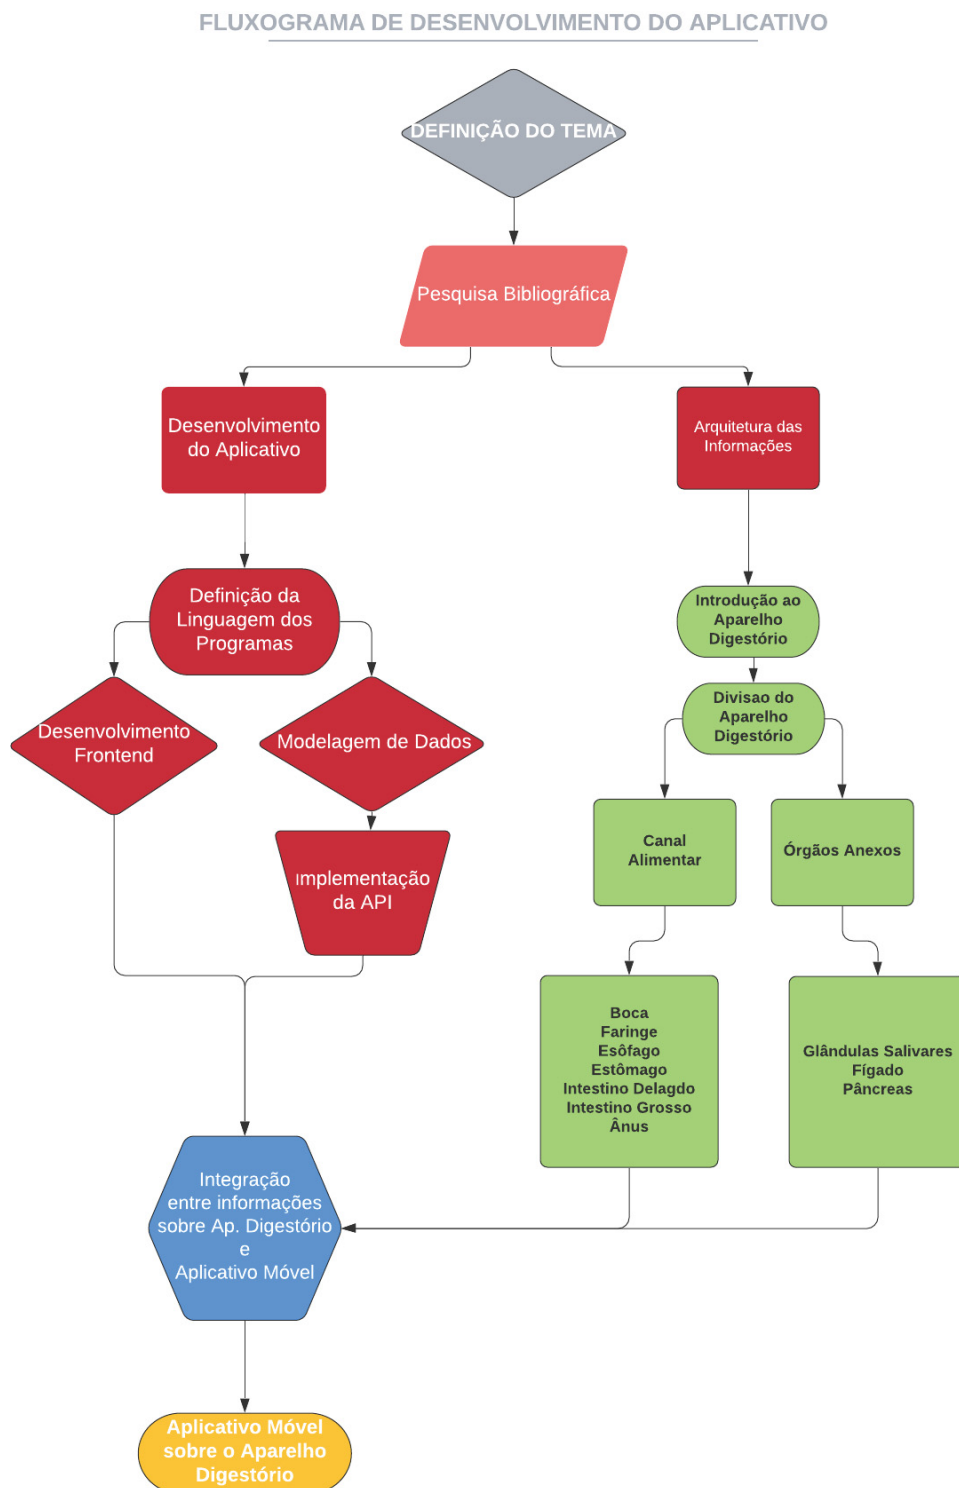 FLUXOGRAMA DE DESENVOLVIMENTO DO APLICATIVO
DEFINIÇÃO DO TEMA
Pesquisa Bibliográfica
Desenvolvimento
do Aplicativo
Arquitetura das
Informações
Definição da
Linguagem dos
Programas
Introdução ao
Aparelho
Digestório
Desenvolvimento
Frontend
Modelagem de Dados
Divisao do
Aparelho
Digestório
Implementação
da API
Canal
Alimentar
Órgãos Anexos
Boca
Faringe
Esôfago
Estômago
Intestino Delagdo
Intestino Grosso
Ânus
Glândulas Salivares
Fígado
Pâncreas
Integração
entre informações
sobre Ap. Digestório
e
Aplicativo Móvel
Aplicativo Móvel
sobre o Aparelho
Digestório